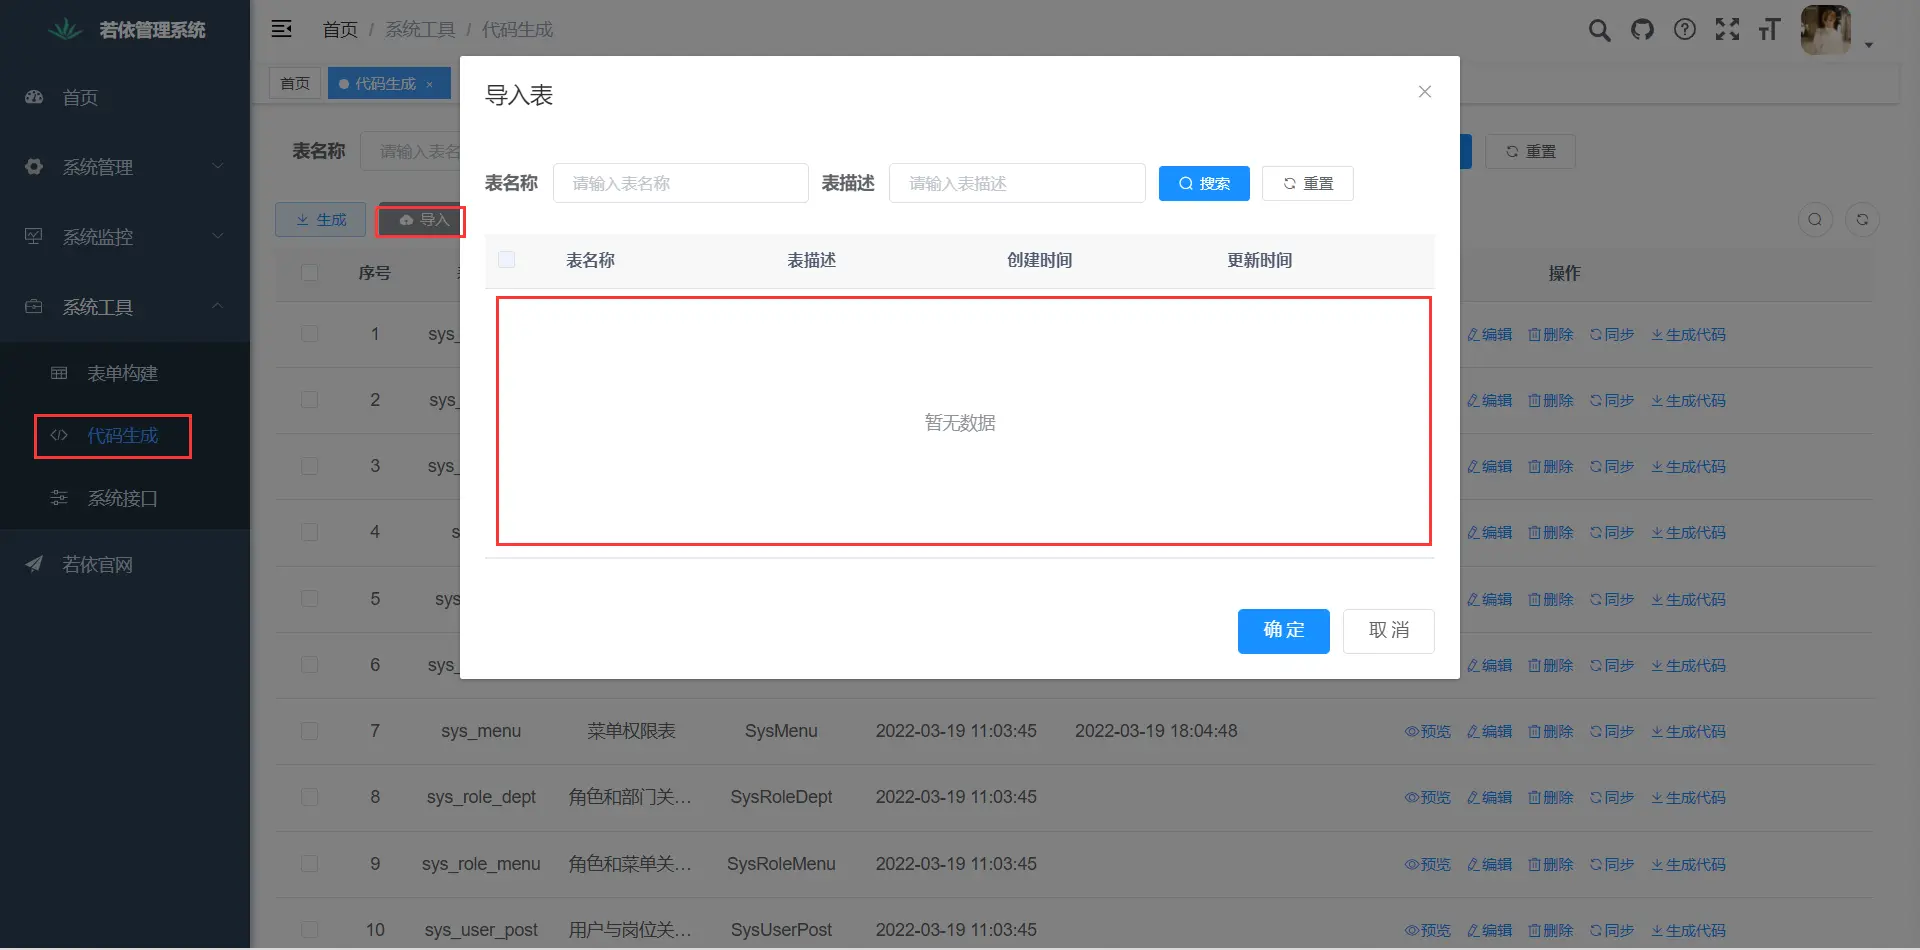 若依管理系统
首页 / 系统工具 / 代码生成
首页
代码生成 ×
首页
系统管理
系统监控
系统工具
表单构建
代码生成
系统接口
若依官网
表名称 请输入表名
重置
生成
导入
导入表
表名称 请输入表名称 表描述 请输入表描述 搜索 重置
表名称 表描述 创建时间 更新时间
暂无数据
确 定 取 消
序号 操作
1 sys_ 编辑 删除 同步 生成代码
2 sys_ 编辑 删除 同步 生成代码
3 sys_ 编辑 删除 同步 生成代码
4 s 编辑 删除 同步 生成代码
5 sys 编辑 删除 同步 生成代码
6 sys_ 编辑 删除 同步 生成代码
7 sys_menu 菜单权限表 SysMenu 2022-03-19 11:03:45 2022-03-19 18:04:48 预览 编辑 删除 同步 生成代码
8 sys_role_dept 角色和部门关... SysRoleDept 2022-03-19 11:03:45 预览 编辑 删除 同步 生成代码
9 sys_role_menu 角色和菜单关... SysRoleMenu 2022-03-19 11:03:45 预览 编辑 删除 同步 生成代码
10 sys_user_post 用户与岗位关... SysUserPost 2022-03-19 11:03:45 预览 编辑 删除 同步 生成代码